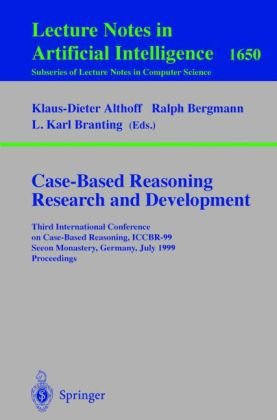 Lecture Notes in
Artificial Intelligence 1650
Subseries of Lecture Notes in Computer Science
Klaus-Dieter Althoff Ralph Bergmann
L. Karl Branting (Eds.)
Case-Based Reasoning
Research and Development
Third International Conference
on Case-Based Reasoning, ICCBR-99
Seeon Monastery, Germany, July 1999
Proceedings
Springer